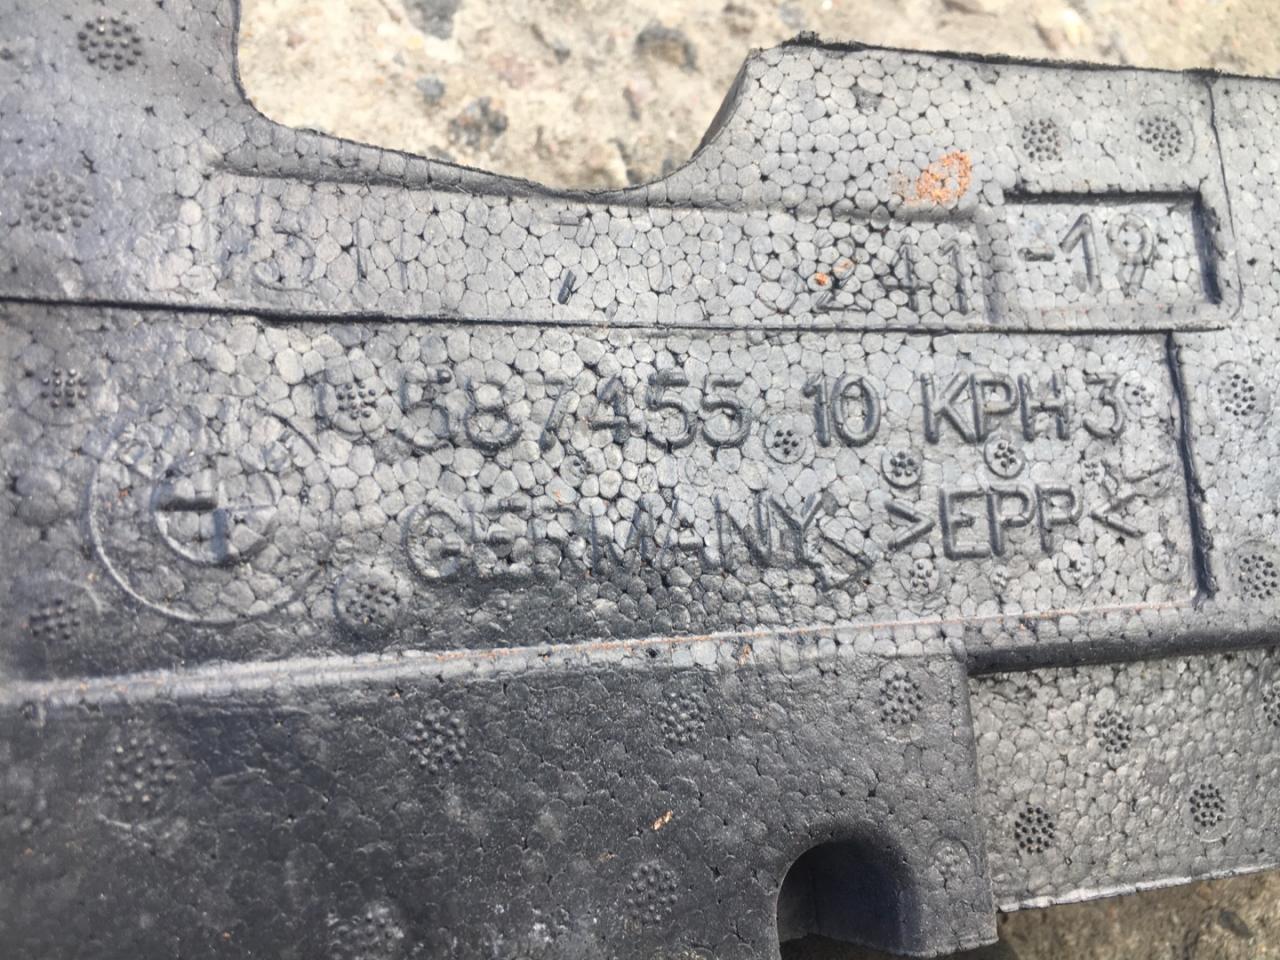 241 -19
587455 10 KPH 3
GERMANY >EPP<